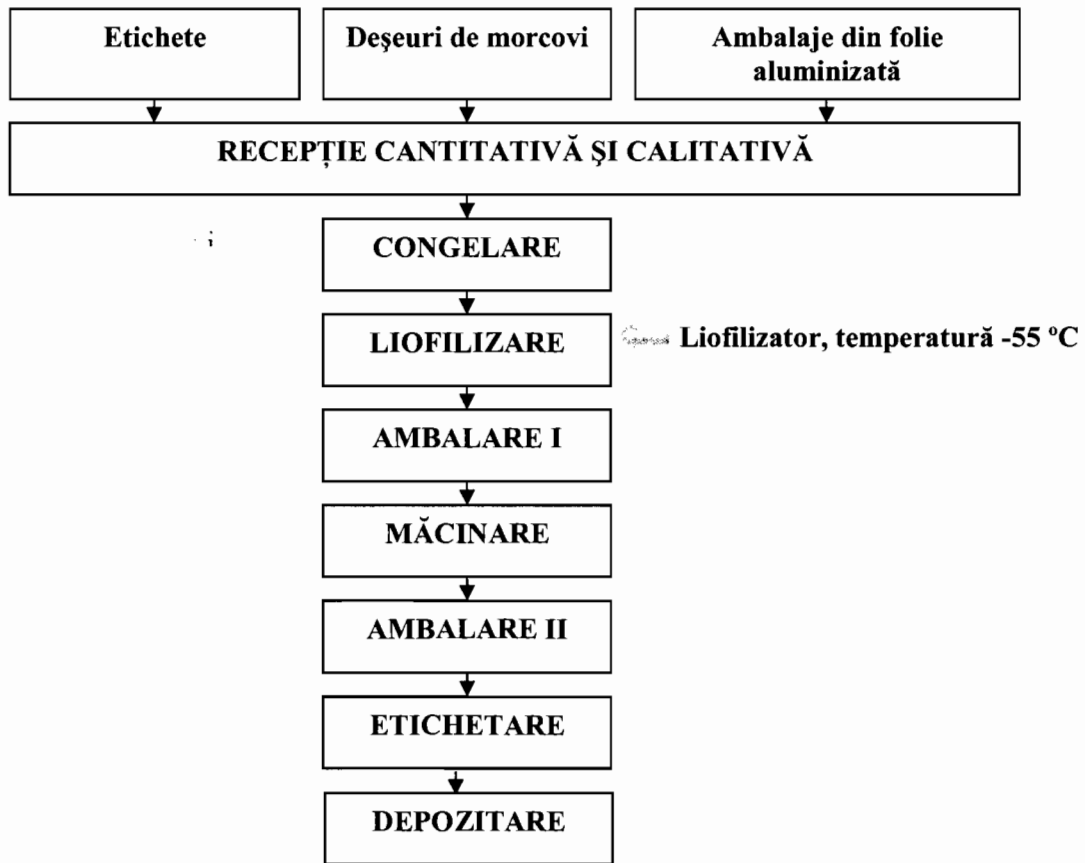 Etichete
Deşeuri de morcovi
Ambalaje din folie
aluminizată
RECEPŢIE CANTITATIVĂ ŞI CALITATIVĂ
CONGELARE
LIOFILIZARE
Liofilizator, temperatură -55 ºC
AMBALARE I
MĂCINARE
AMBALARE II
ETICHETARE
DEPOZITARE